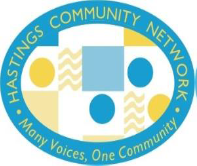 HASTINGS COMMUNITY NETWORK
Many Voices, One Community